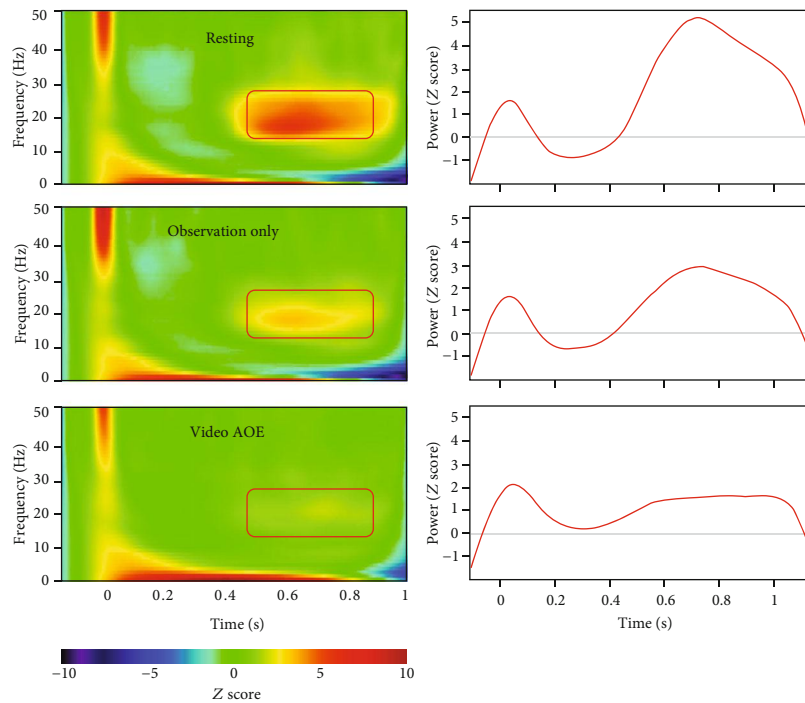 50
40
30
20
10
0
Frequency (Hz)
Resting
5
4
3
2
1
0
−1
Power (Z score)
50
40
30
20
10
0
Frequency (Hz)
Observation only
5
4
3
2
1
0
−1
Power (Z score)
50
40
30
20
10
0
Frequency (Hz)
Video AOE
0 0.2 0.4 0.6 0.8 1
Time (s)
5
4
3
2
1
0
−1
Power (Z score)
0 0.2 0.4 0.6 0.8 1
Time (s)
−10 −5 0 5 10
Z score